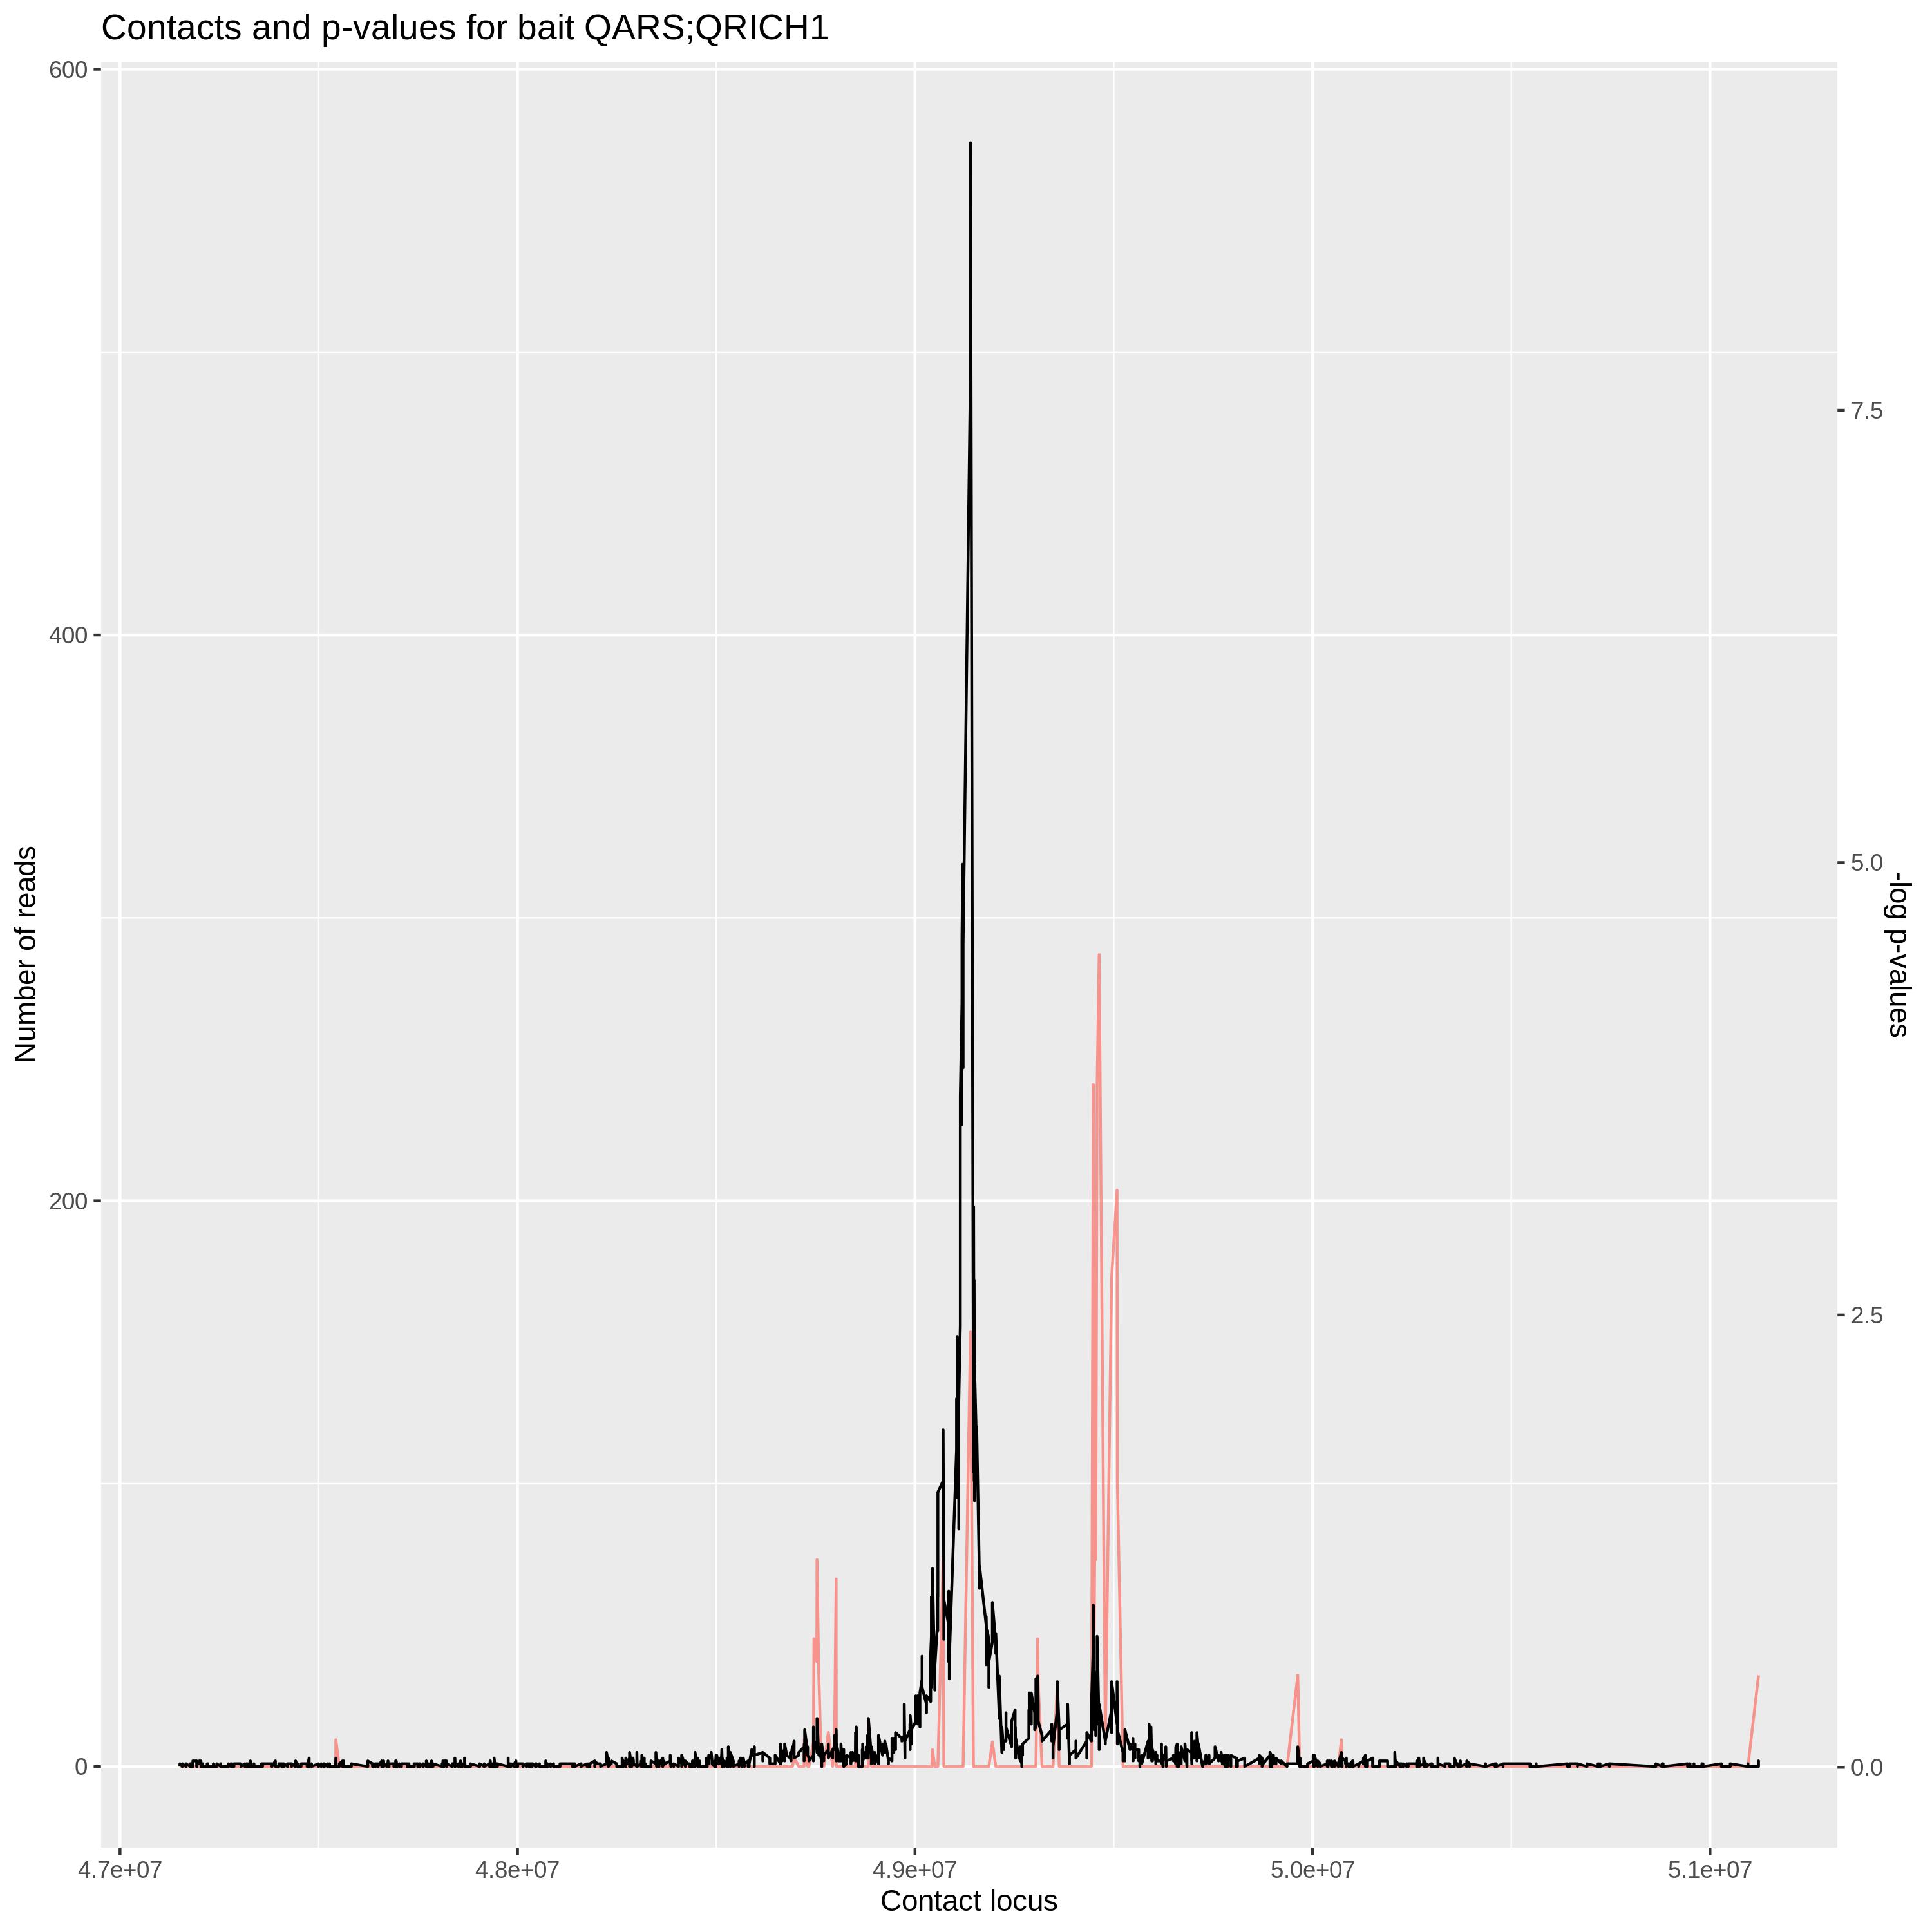 Contacts and p-values for bait QARS;QRICH1
600
400
200
0
Number of reads
7.5
5.0
2.5
0.0
-log p-values
4.7e+07 4.8e+07 4.9e+07 5.0e+07 5.1e+07
Contact locus